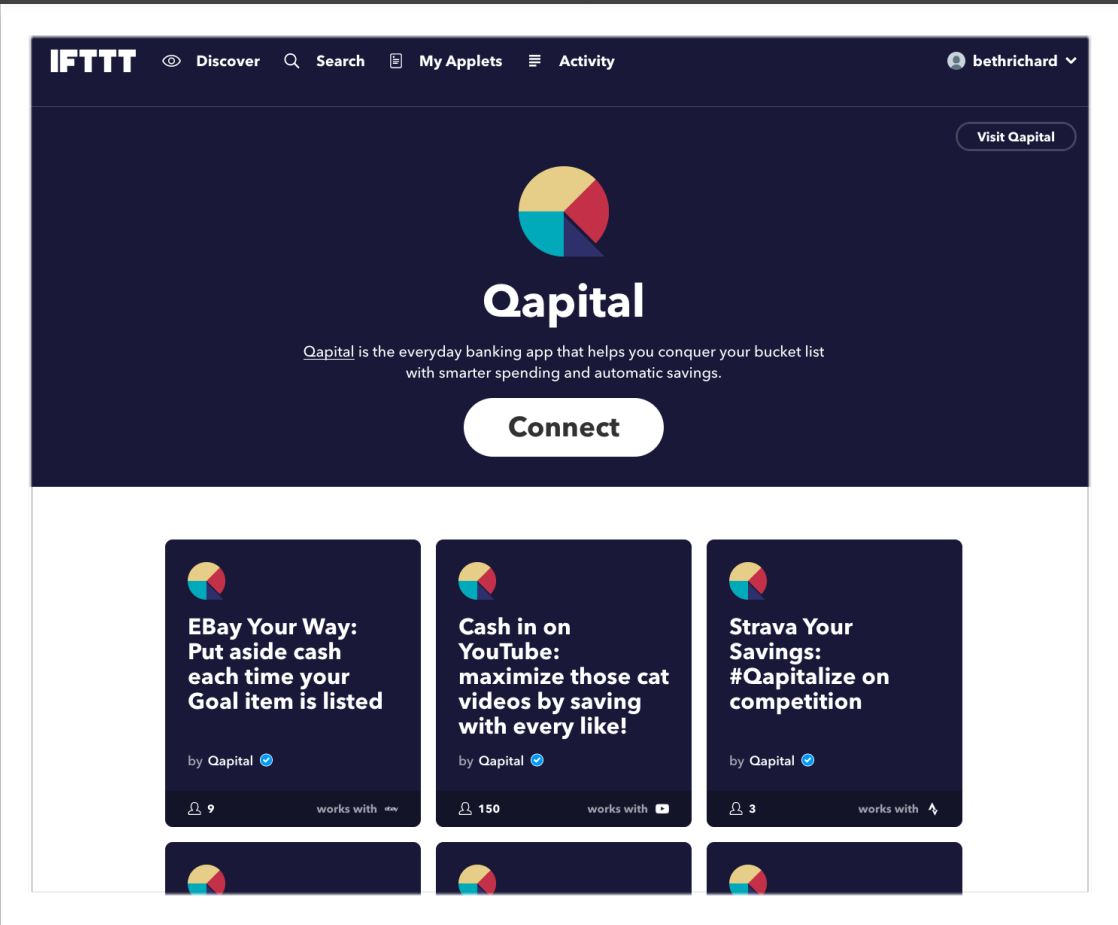 IFTTT Discover Search My Applets Activity bethrichard
Visit Qapital
Qapital
Qapital is the everyday banking app that helps you conquer your bucket list
with smarter spending and automatic savings.
Connect
EBay Your Way:
Put aside cash
each time your
Goal item is listed
by Qapital
9 works with ebay
Cash in on
YouTube:
maximize those cat
videos by saving
with every like!
by Qapital
150 works with
Strava Your
Savings:
#Qapitalize on
competition
by Qapital
3 works with